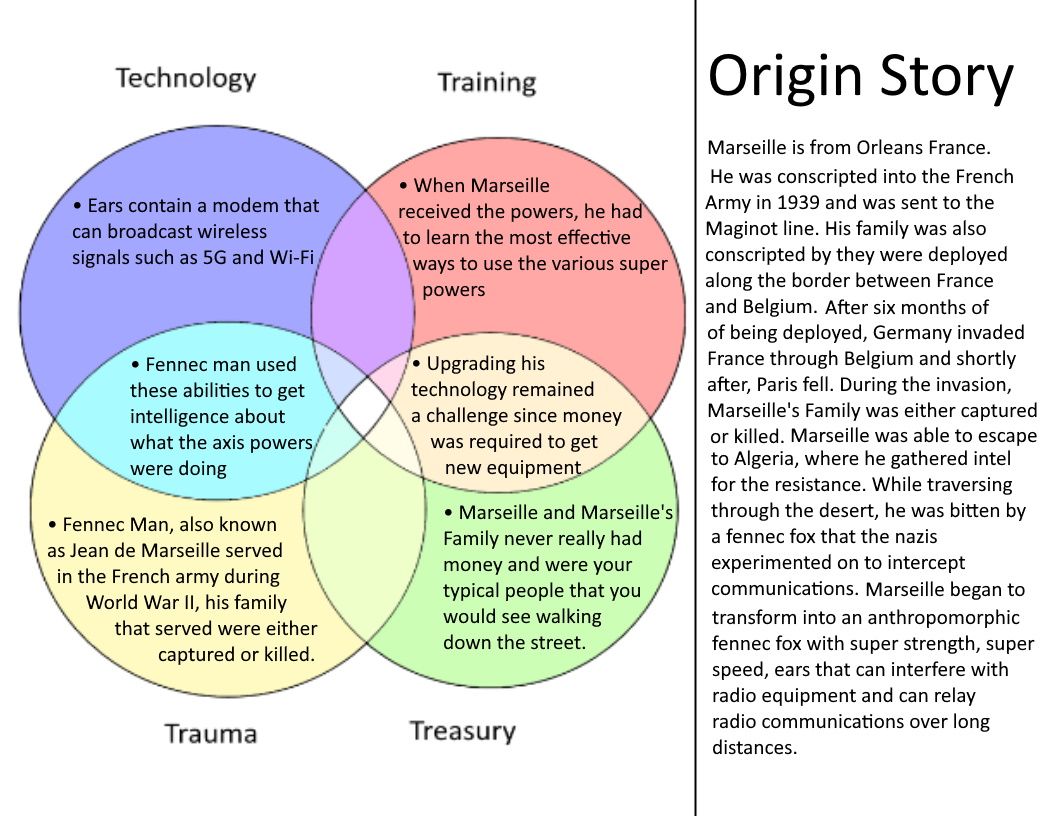 Technology
Training
• Ears contain a modem that
can broadcast wireless
signals such as 5G and Wi-Fi
• When Marseille
received the powers, he had
to learn the most effective
ways to use the various super
powers
• Fennec man used
these abilities to get
intelligence about
what the axis powers
were doing
• Upgrading his
technology remained
a challenge since money
was required to get
new equipment
• Fennec Man, also known
as Jean de Marseille served
in the French army during
World War II, his family
that served were either
captured or killed.
• Marseille and Marseille's
Family never really had
money and were your
typical people that you
would see walking
down the street.
Trauma
Treasury
Origin Story
Marseille is from Orleans France.
He was conscripted into the French
Army in 1939 and was sent to the
Maginot line. His family was also
conscripted by they were deployed
along the border between France
and Belgium. After six months of
of being deployed, Germany invaded
France through Belgium and shortly
after, Paris fell. During the invasion,
Marseille's Family was either captured
or killed. Marseille was able to escape
to Algeria, where he gathered intel
for the resistance. While traversing
through the desert, he was bitten by
a fennec fox that the nazis
experimented on to intercept
communications. Marseille began to
transform into an anthropomorphic
fennec fox with super strength, super
speed, ears that can interfere with
radio equipment and can relay
radio communications over long
distances.